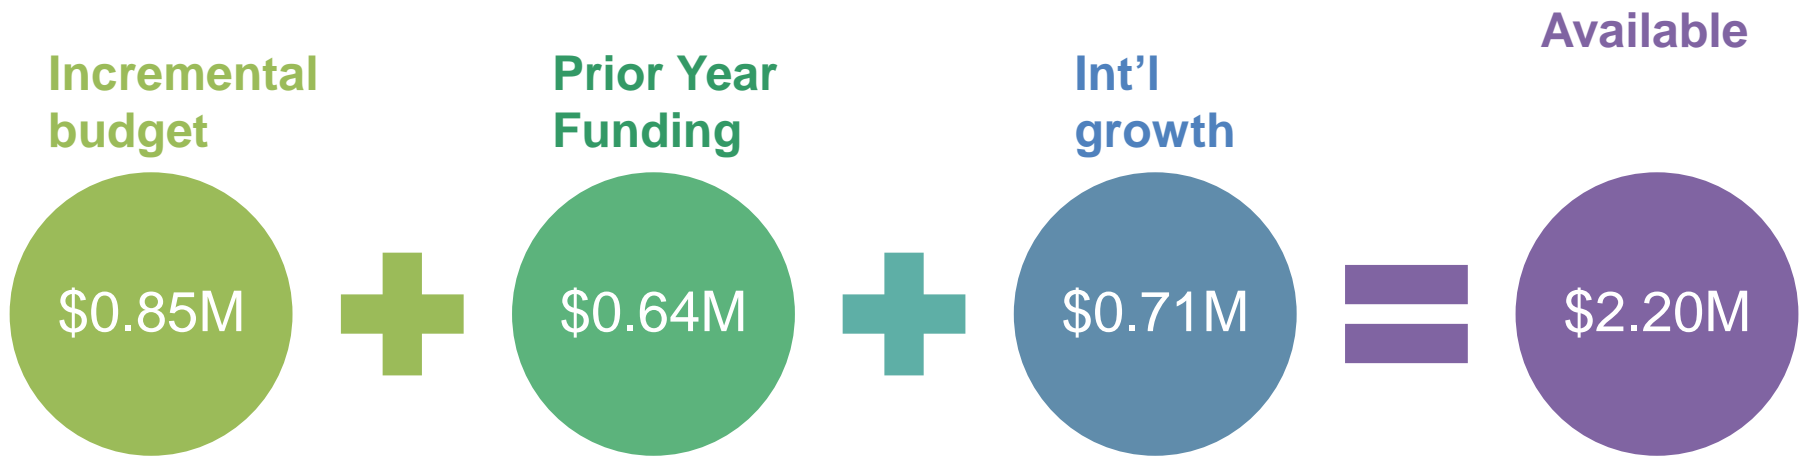 Incremental
budget
Prior Year
Funding
Int’l
growth
Available
$0.85M
$0.64M
$0.71M
$2.20M